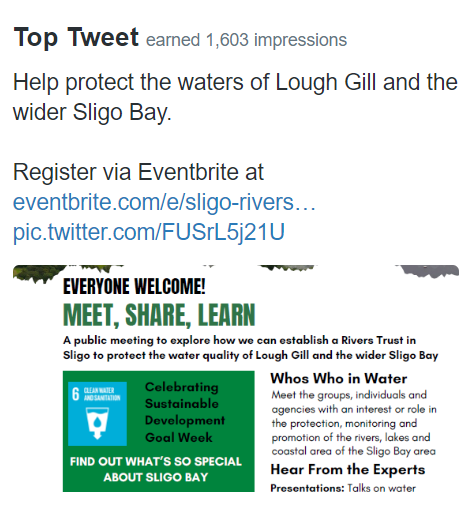 Top Tweet earned 1,603 impressions
Help protect the waters of Lough Gill and the
wider Sligo Bay.
Register via Eventbrite at
eventbrite.com/e/sligo-rivers…
pic.twitter.com/FUSrL5j21U
EVERYONE WELCOME!
MEET, SHARE, LEARN
A public meeting to explore how we can establish a Rivers Trust in
Sligo to protect the water quality of Lough Gill and the wider Sligo Bay
6 CLEAN WATER
AND SANITATION
Celebrating
Sustainable
Development
Goal Week
FIND OUT WHAT'S SO SPECIAL
ABOUT SLIGO BAY
Whos Who in Water
Meet the groups, individuals and
agencies with an interest or role in
the protection, monitoring and
promotion of the rivers, lakes and
coastal area of the Sligo Bay area
Hear From the Experts
Presentations: Talks on water